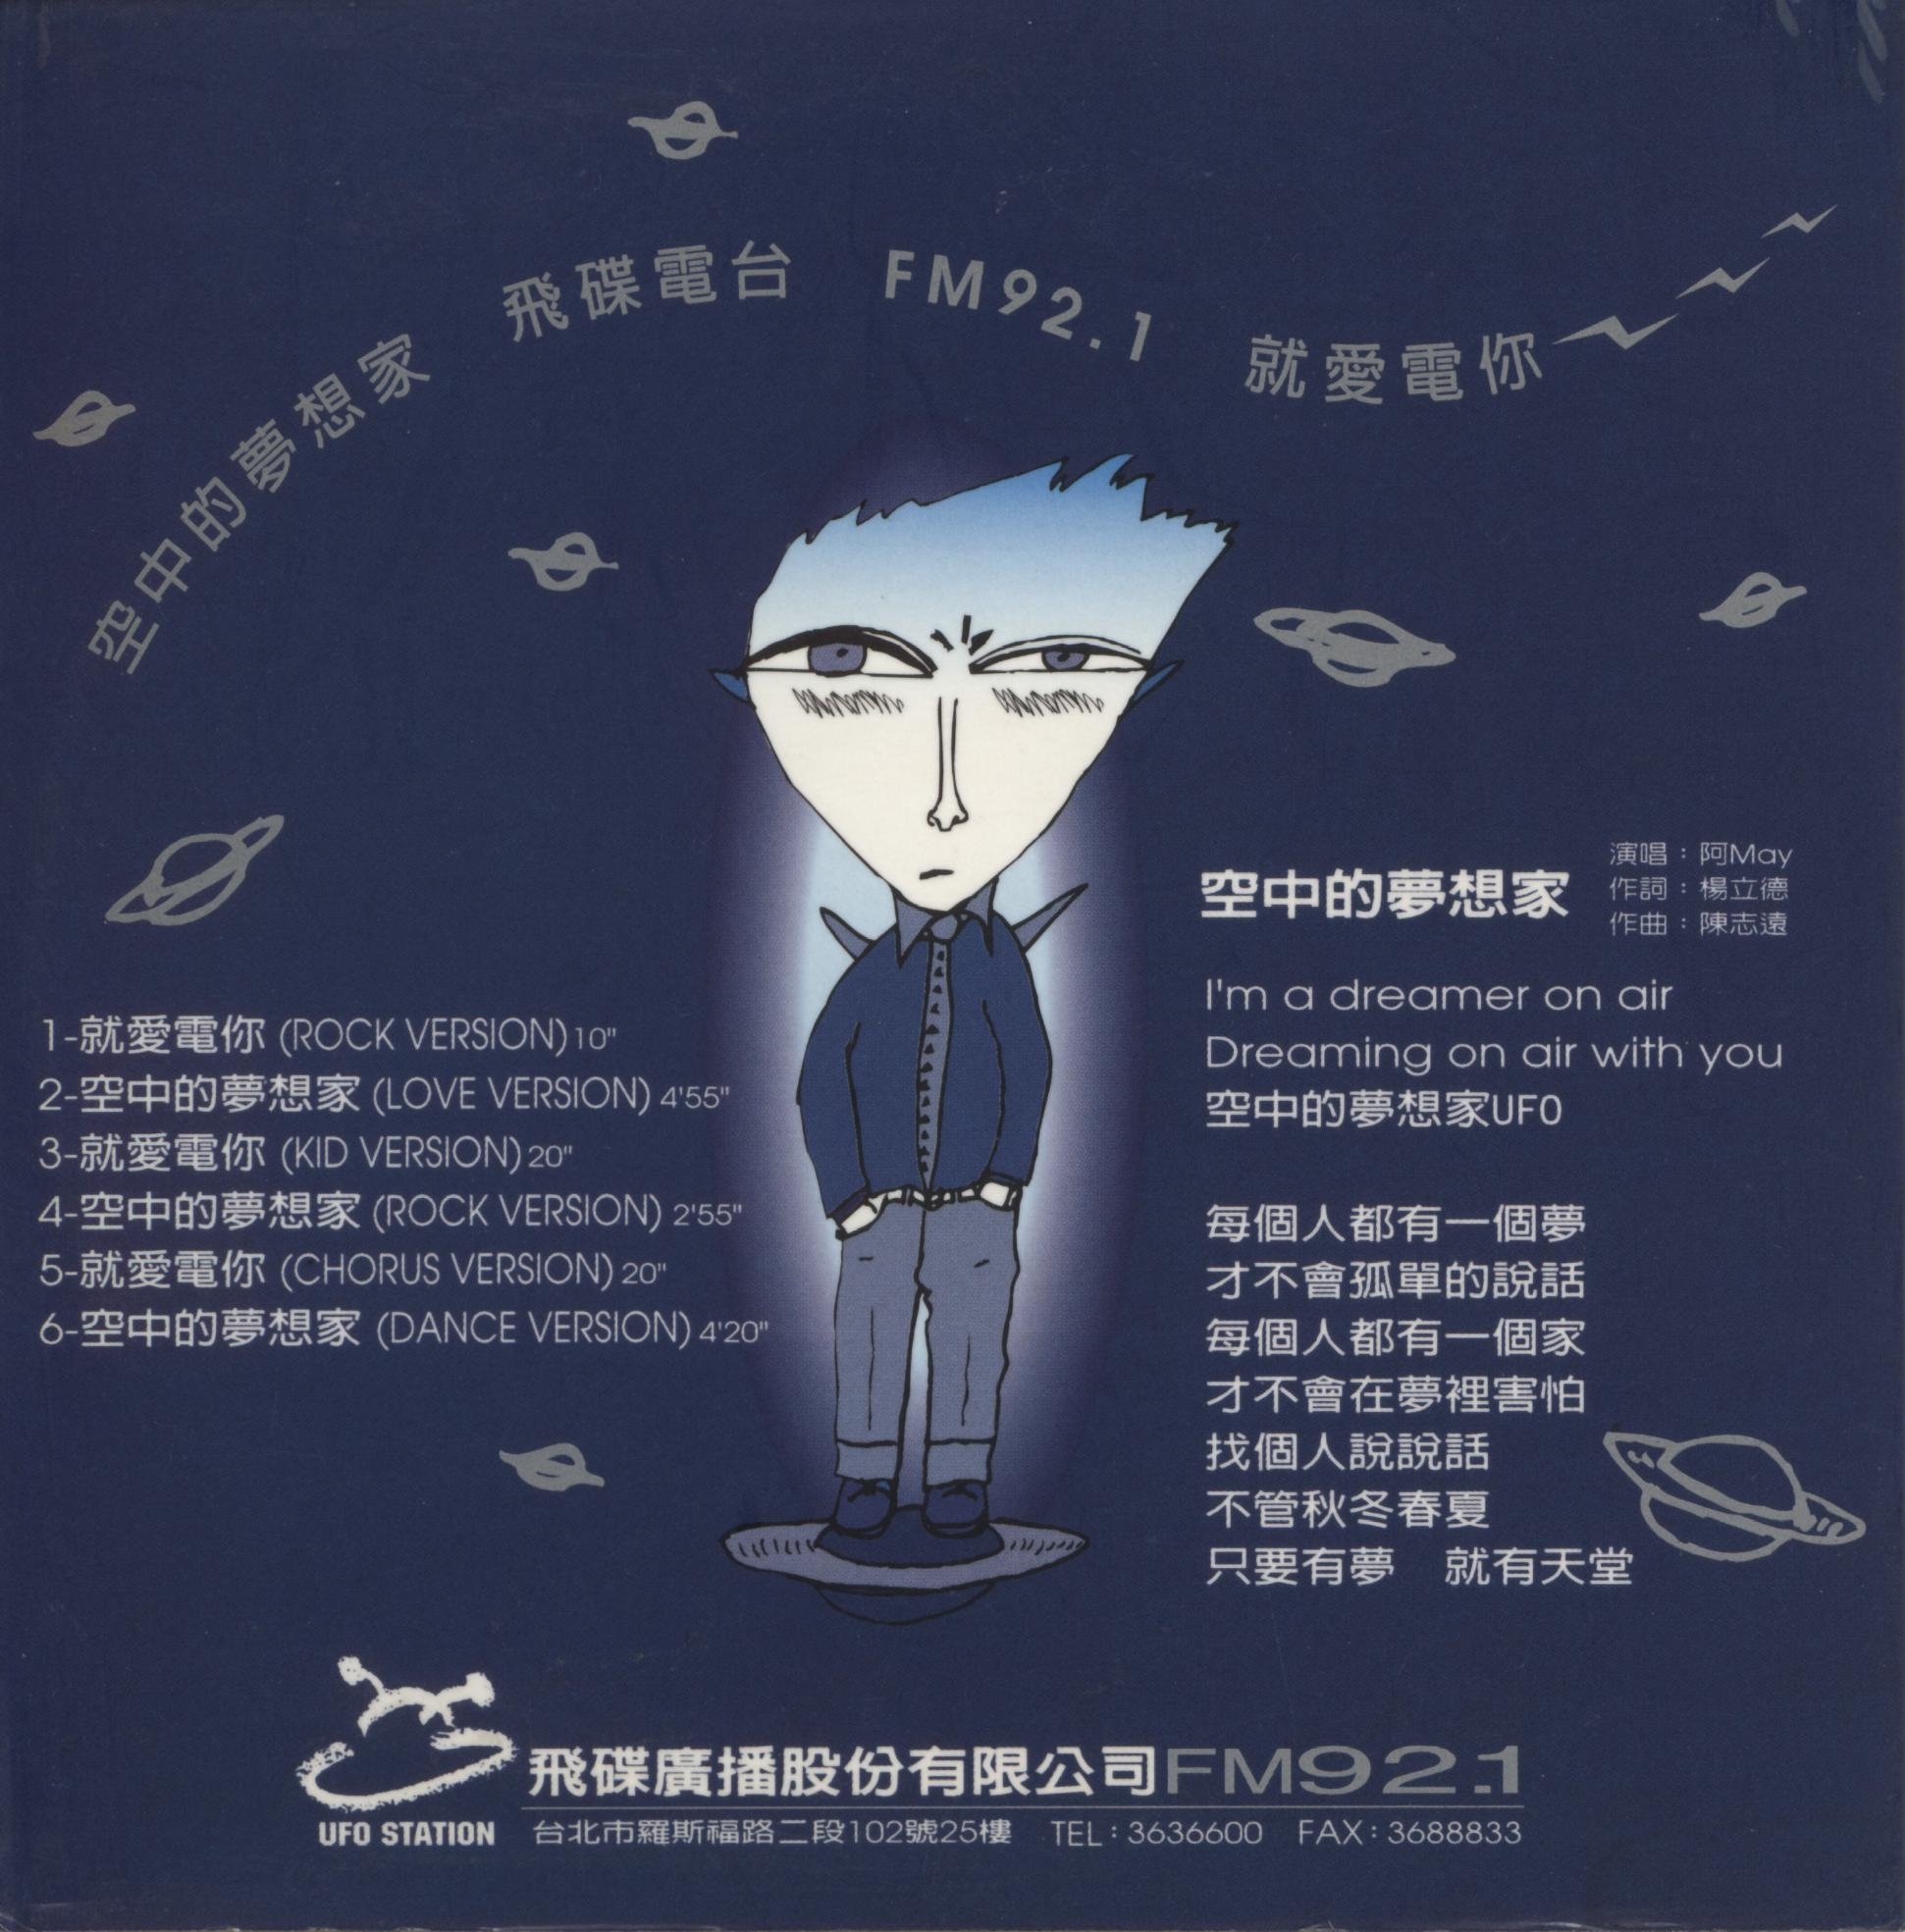 空中的夢想家 飛碟電台 FM92.1 就愛電你
空中的夢想家
演唱：阿May
作詞：楊立德
作曲：陳志遠
I'm a dreamer on air
Dreaming on air with you
空中的夢想家UFO
每個人都有一個夢
才不會孤單的說話
每個人都有一個家
才不會在夢裡害怕
找個人說說話
不管秋冬春夏
只要有夢 就有天堂
1-就愛電你 (ROCK VERSION) 10"
2-空中的夢想家 (LOVE VERSION) 4'55"
3-就愛電你 (KID VERSION) 20"
4-空中的夢想家 (ROCK VERSION) 2'55"
5-就愛電你 (CHORUS VERSION) 20"
6-空中的夢想家 (DANCE VERSION) 4'20"
飛碟廣播股份有限公司FM92.1
UFO STATION
台北市羅斯福路二段102號25樓 TEL：3636600 FAX：3688833